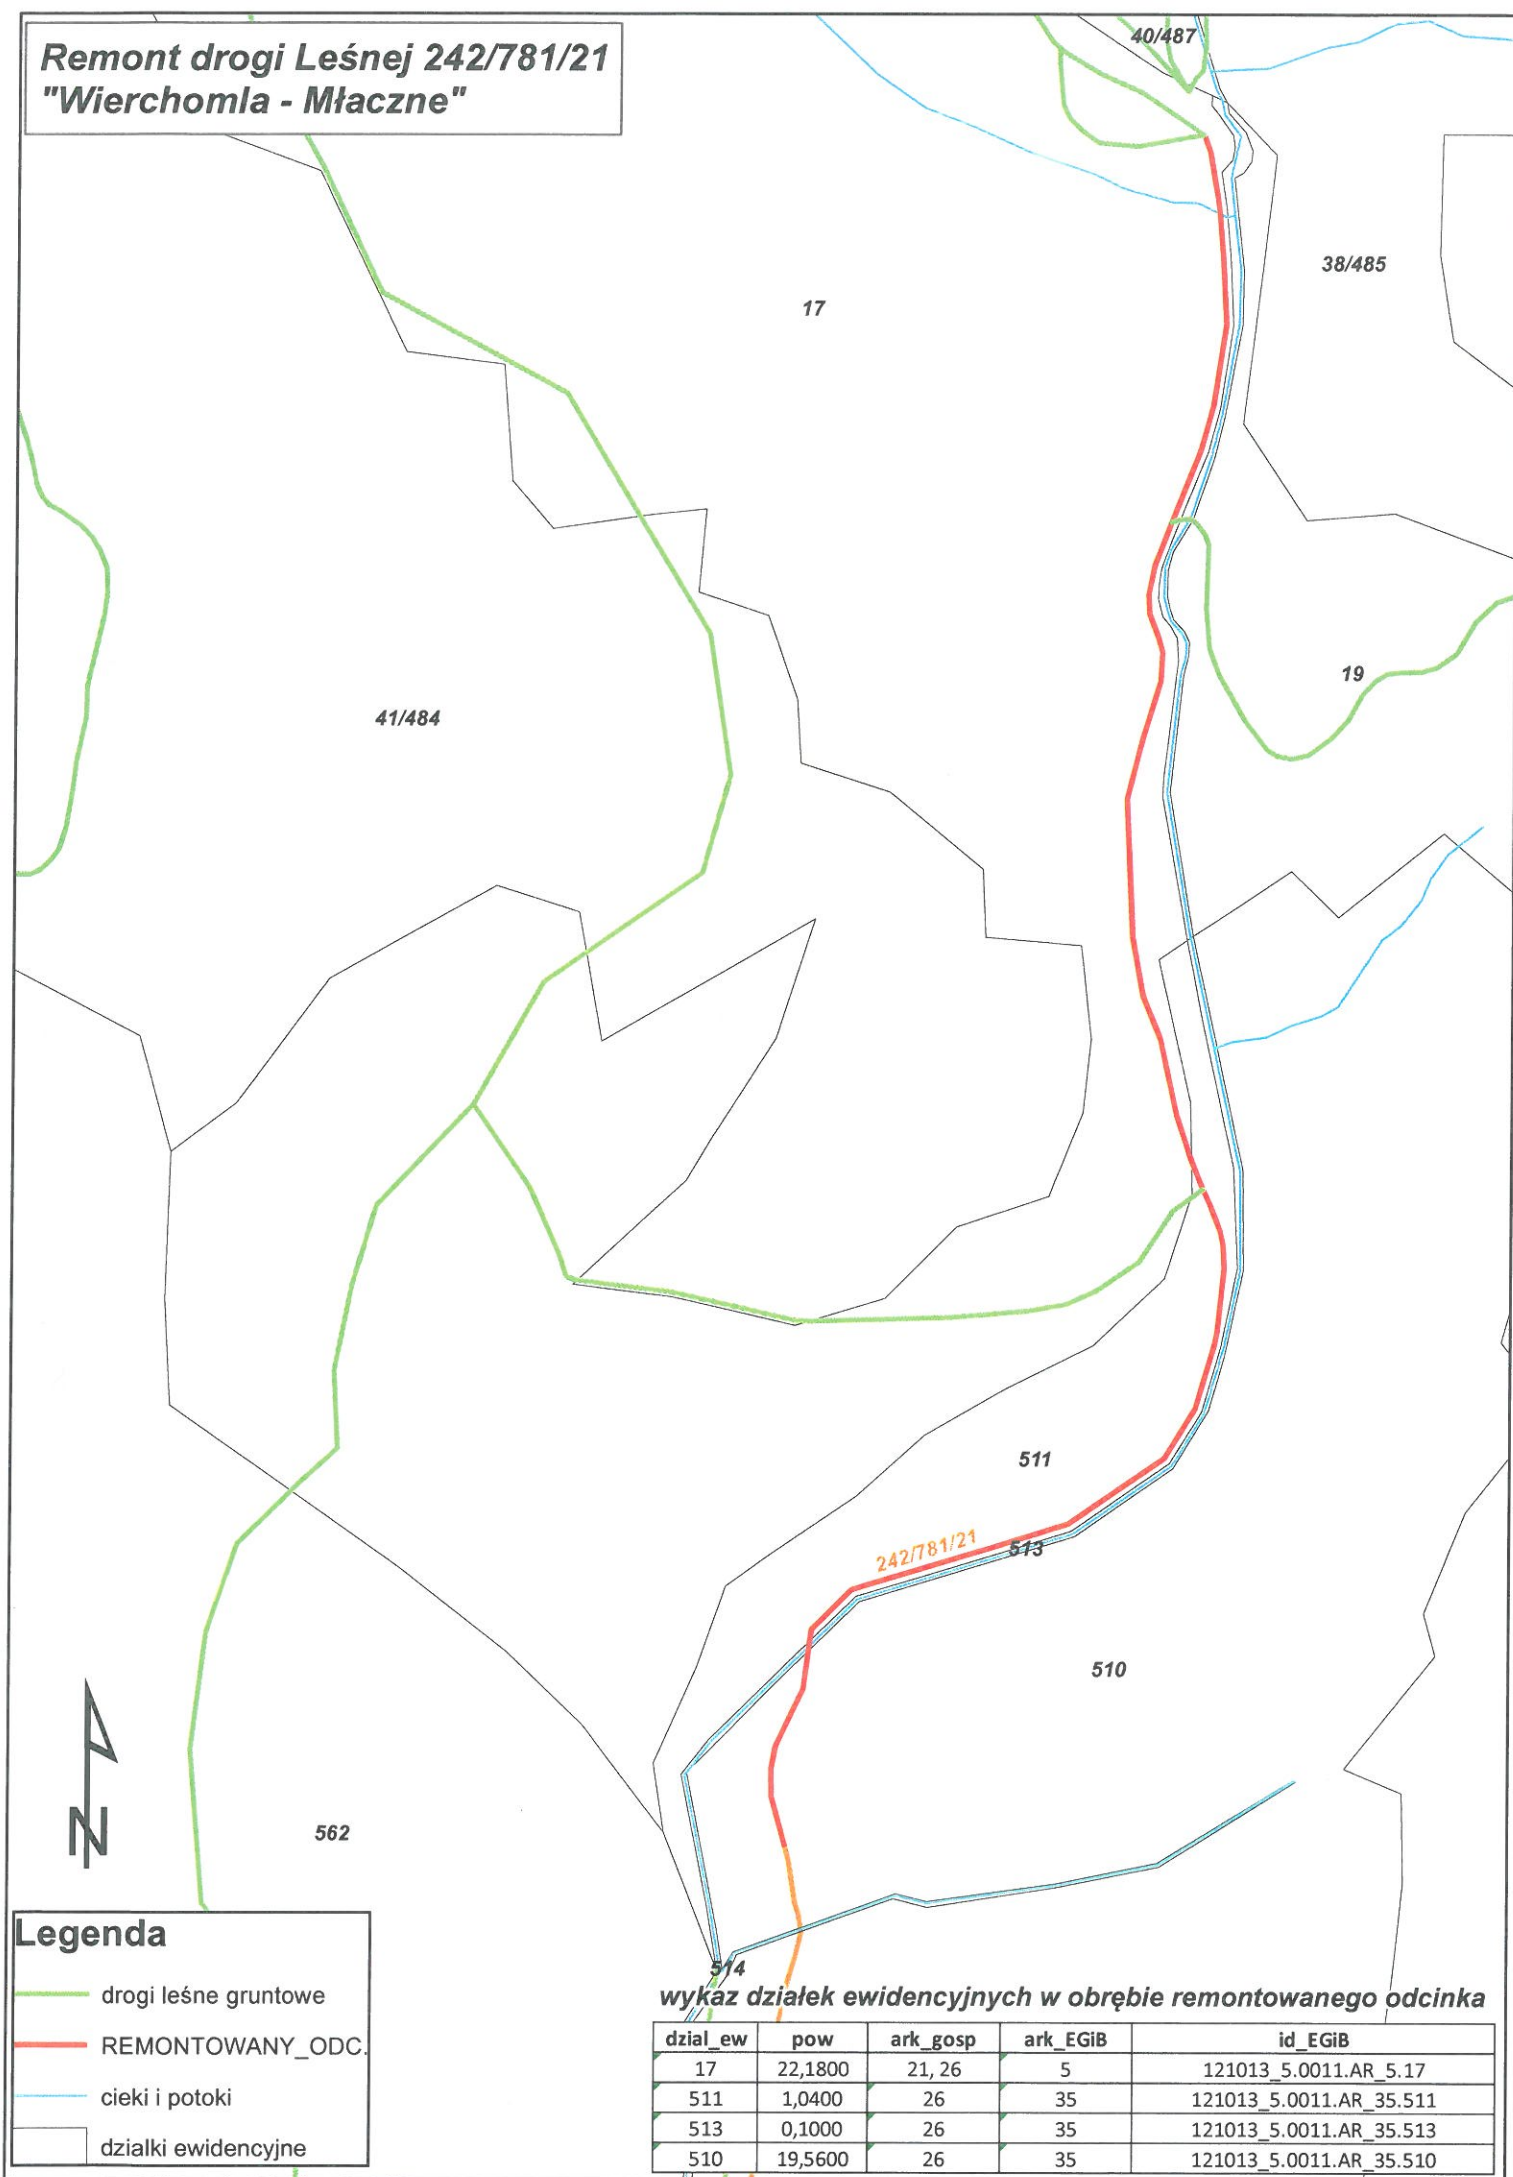 Remont drogi Leśnej 242/781/21
"Wierchomla - Młaczne"
40/487
38/485
17
19
41/484
511
242/781/21
513
510
562
514
Legenda
drogi leśne gruntowe
REMONTOWANY_ODC.
cieki i potoki
dzialki ewidencyjne
N
wykaz działek ewidencyjnych w obrębie remontowanego odcinka
dzial_ew pow ark_gosp ark_EGiB id_EGiB
17 22,1800 21, 26 5 121013_5.0011.AR_5.17
511 1,0400 26 35 121013_5.0011.AR_35.511
513 0,1000 26 35 121013_5.0011.AR_35.513
510 19,5600 26 35 121013_5.0011.AR_35.510